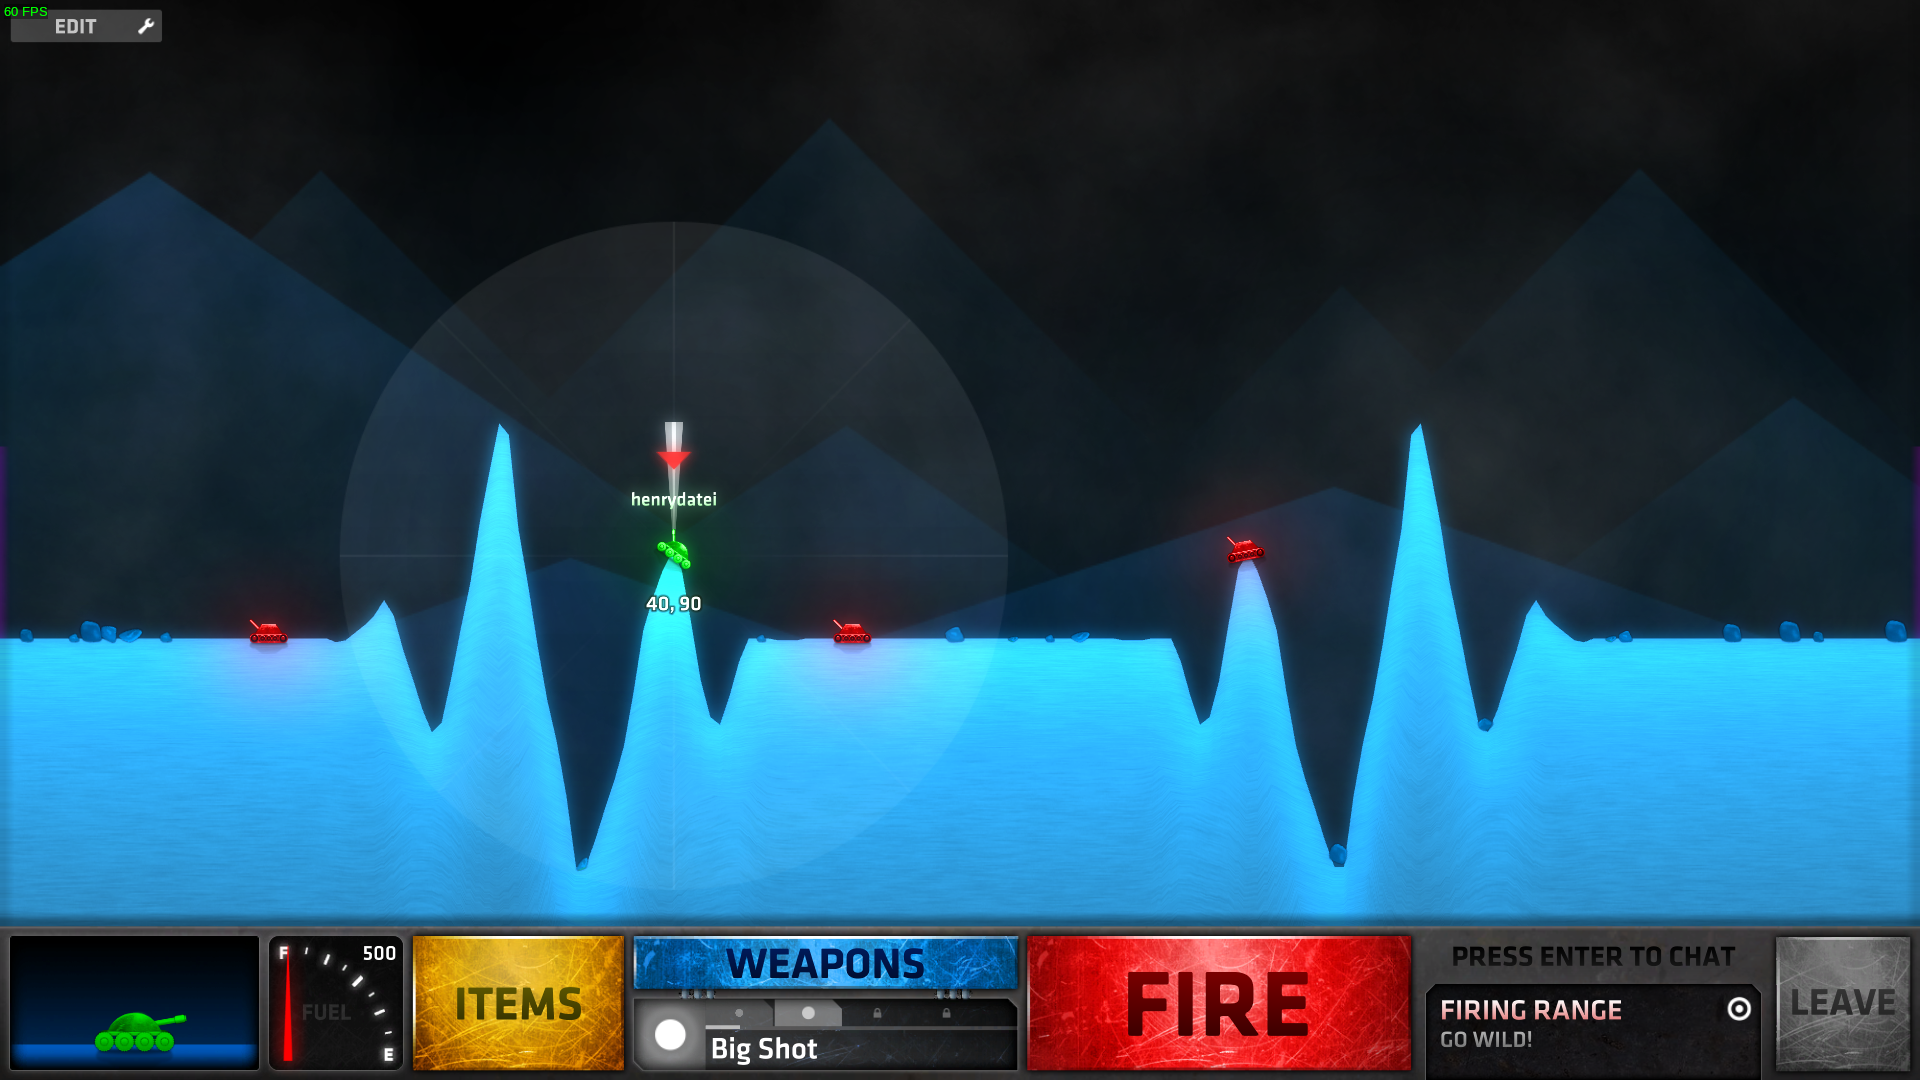 60 FPS
EDIT
henrydatei
40, 90
F
500
FUEL
E
ITEMS
WEAPONS
Big Shot
FIRE
PRESS ENTER TO CHAT
FIRING RANGE
GO WILD!
LEAVE